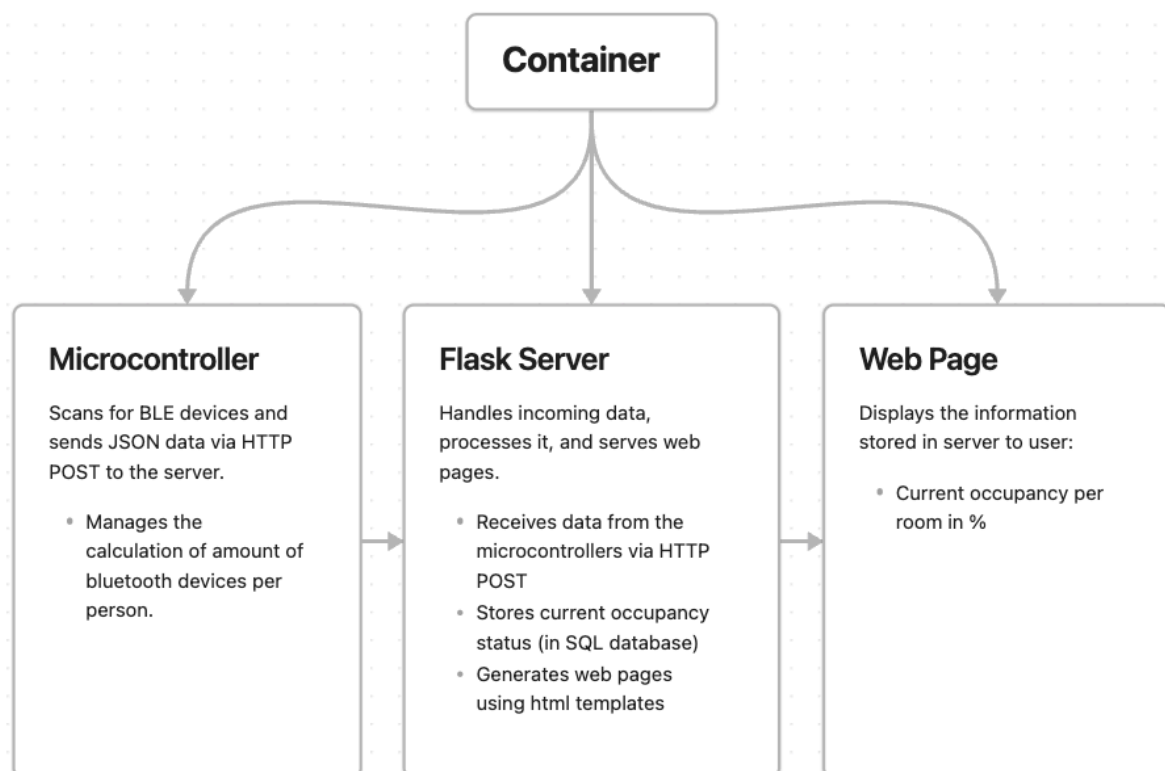 Container
Microcontroller
Scans for BLE devices and
sends JSON data via HTTP
POST to the server.
Manages the
calculation of amount of
bluetooth devices per
person.
Flask Server
Handles incoming data,
processes it, and serves web
pages.
Receives data from the
microcontrollers via HTTP
POST
Stores current occupancy
status (in SQL database)
Generates web pages
using html templates
Web Page
Displays the information
stored in server to user:
Current occupancy per
room in %